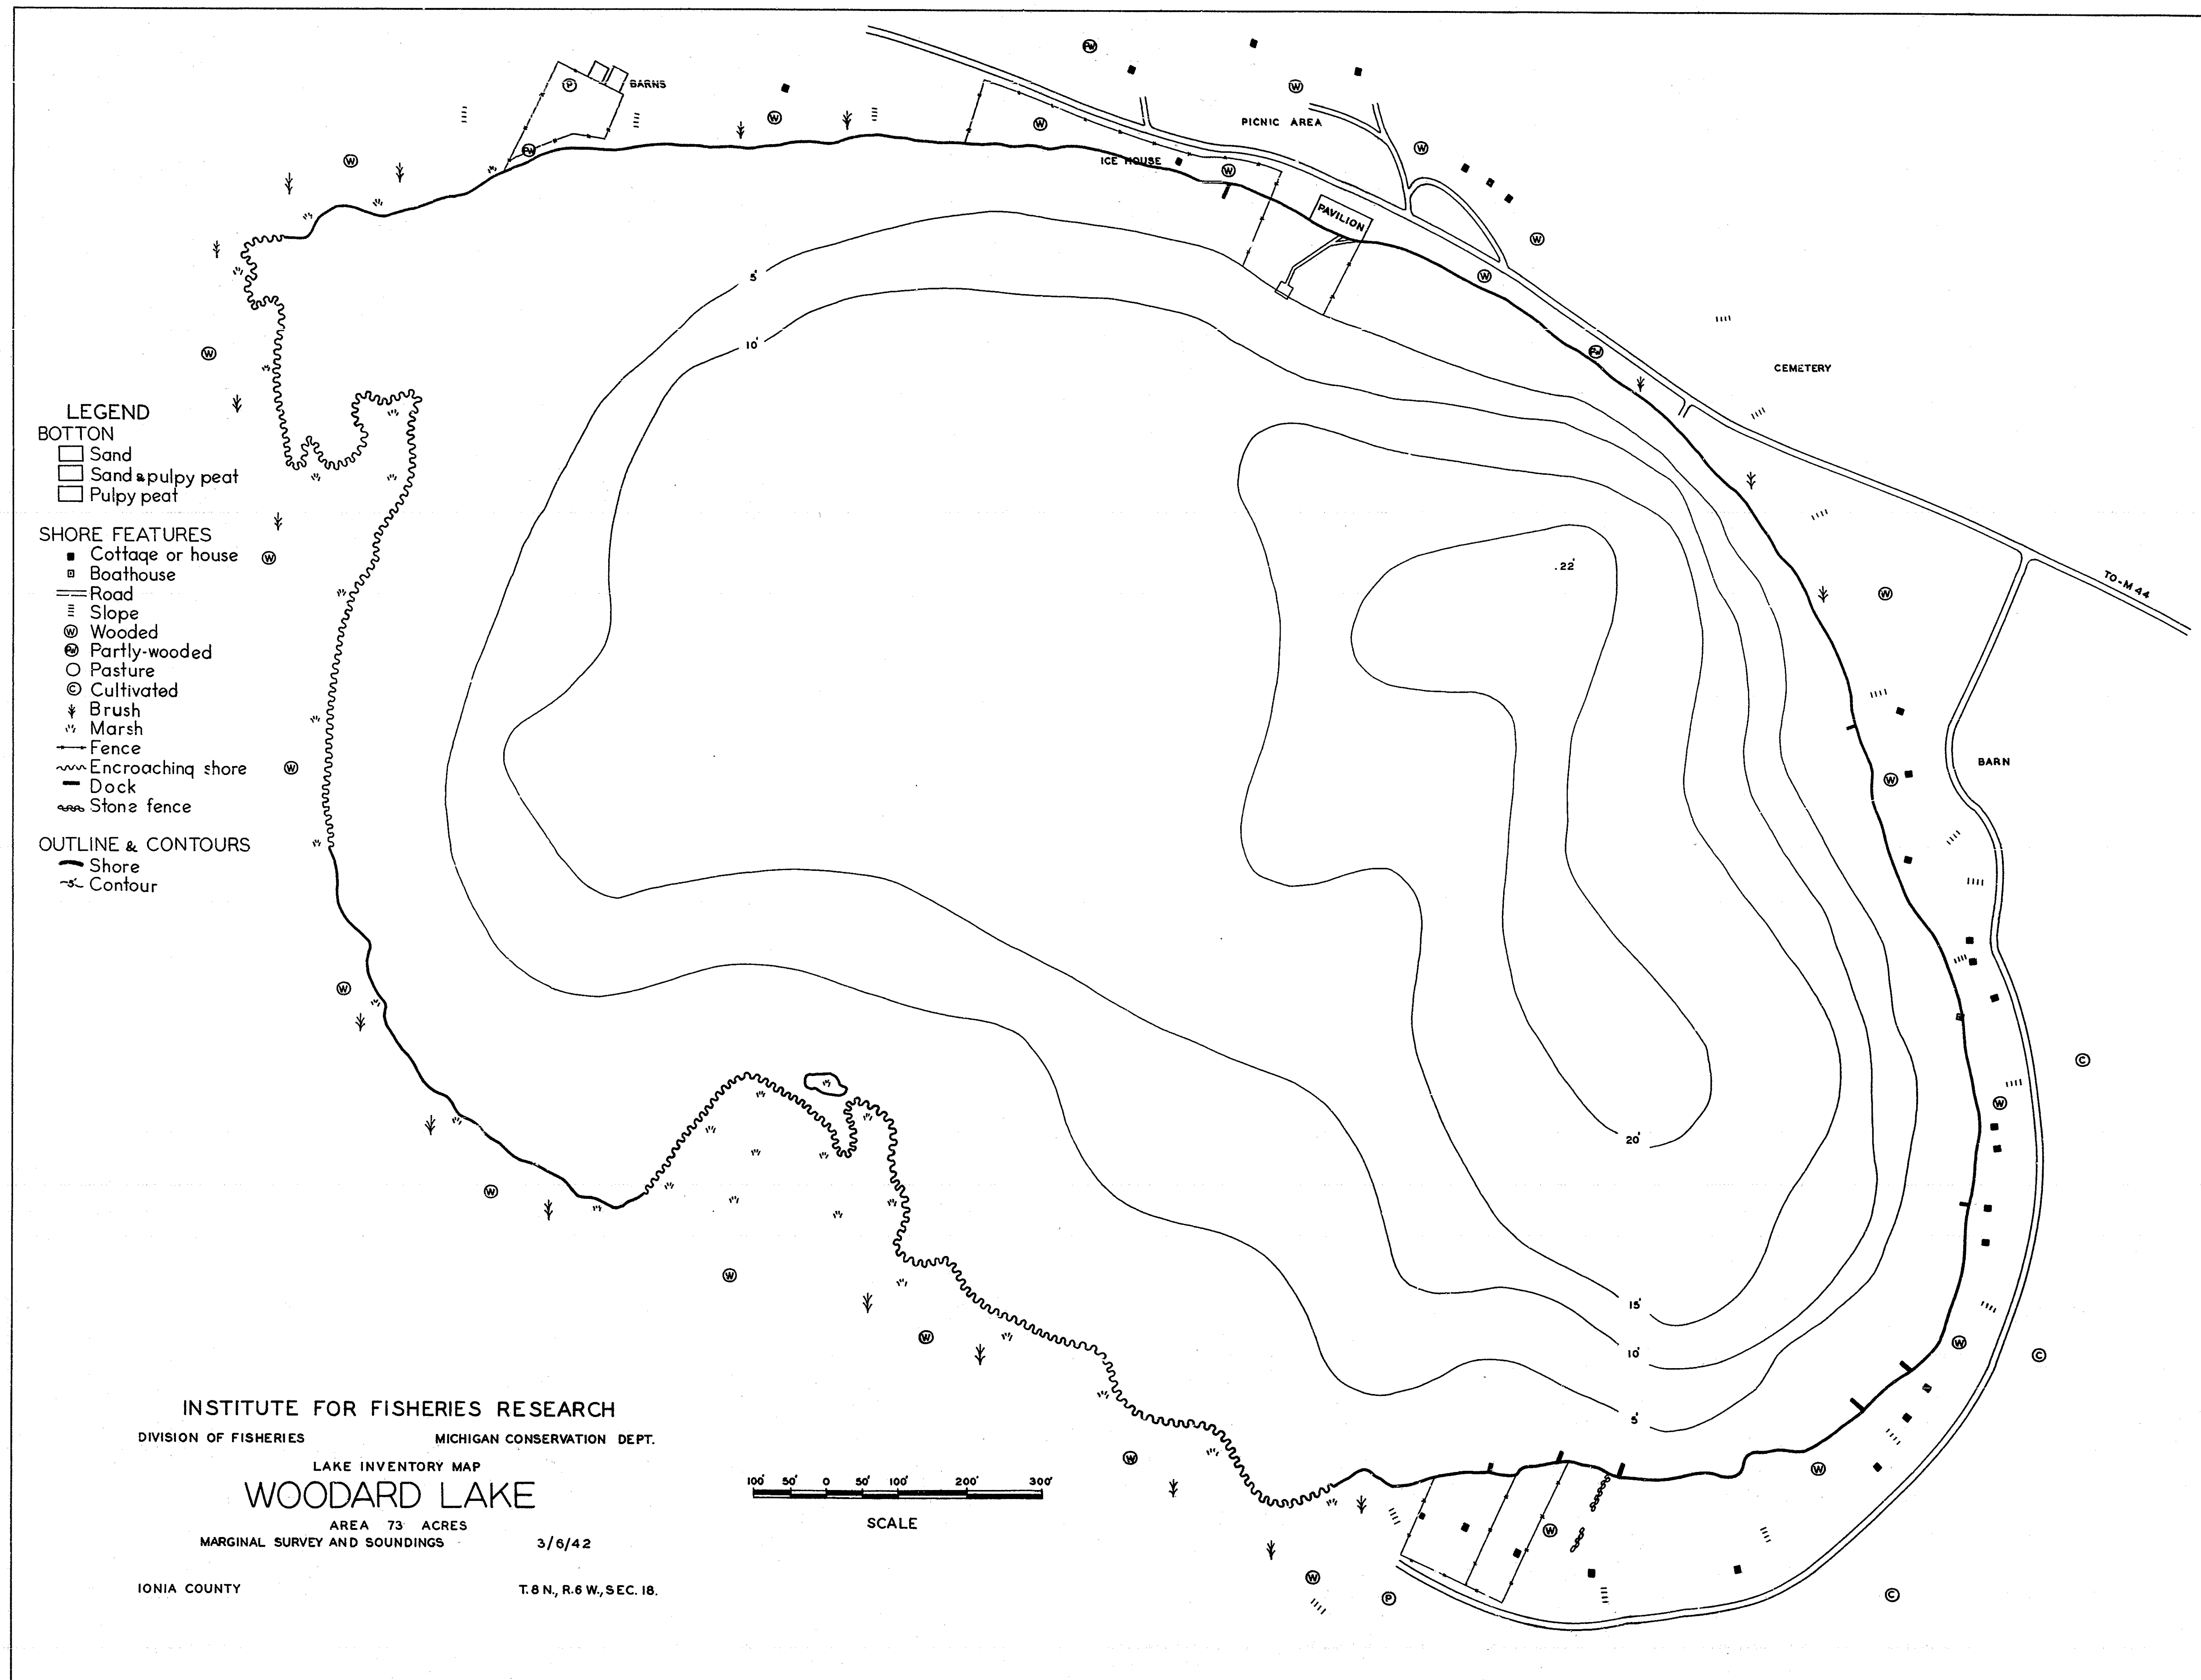 BARNS
PICNIC AREA
ICE HOUSE
PAVILION
CEMETERY
TO-M 44
BARN
5'
10'
.22'
20'
15'
10'
5'
P
PW
W
C
LEGEND
BOTTON
Sand
Sand & pulpy peat
Pulpy peat
SHORE FEATURES
Cottage or house
Boathouse
Road
Slope
W Wooded
PW Partly-wooded
Pasture
C Cultivated
Brush
Marsh
Fence
Encroaching shore
Dock
Stone fence
OUTLINE & CONTOURS
Shore
5' Contour
INSTITUTE FOR FISHERIES RESEARCH
DIVISION OF FISHERIES MICHIGAN CONSERVATION DEPT.
LAKE INVENTORY MAP
WOODARD LAKE
AREA 73 ACRES
MARGINAL SURVEY AND SOUNDINGS 3/6/42
IONIA COUNTY T.8 N., R.6 W., SEC. 18.
100' 50' 0 50' 100' 200' 300'
SCALE